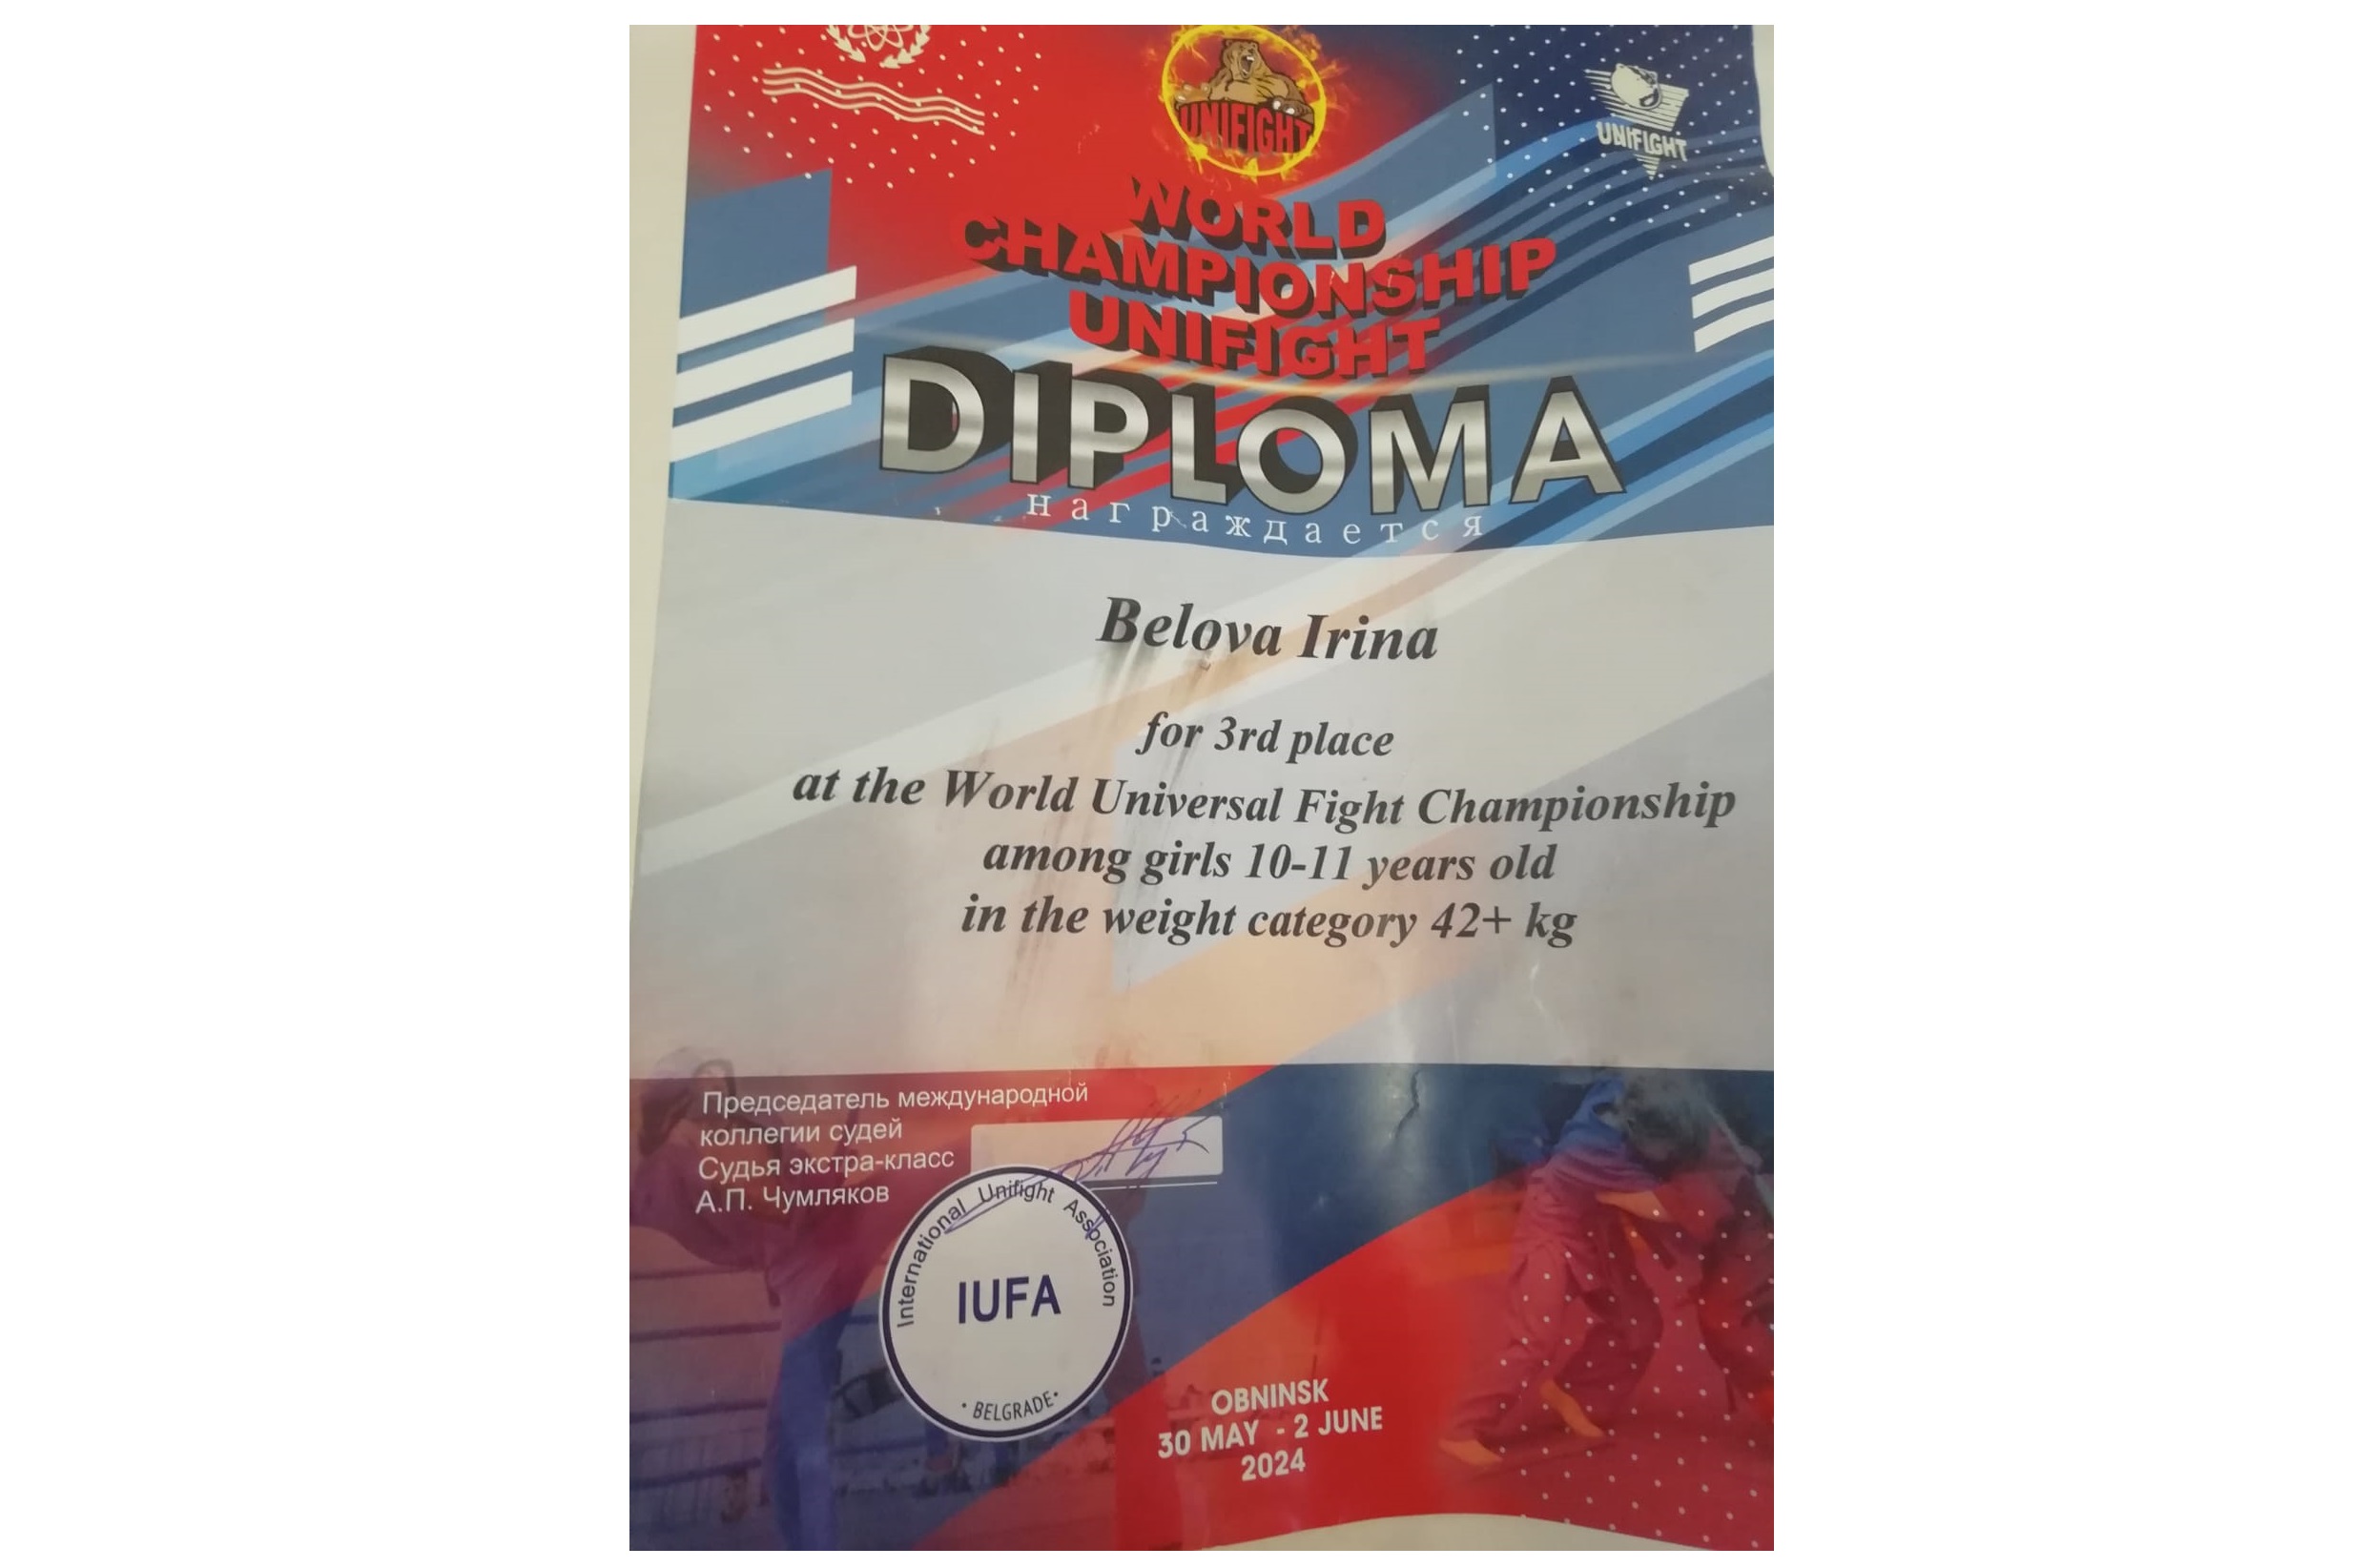 UNIFIGHT
UNIFIGHT
WORLD
CHAMPIONSHIP
UNIFIGHT
DIPLOMA
награждается
Belova Irina
for 3rd place
at the World Universal Fight Championship
among girls 10-11 years old
in the weight category 42+ kg
Председатель международной
коллегии судей
Судья экстра-класс
А.П. Чумляков
International Unifight Association
IUFA
• BELGRADE •
OBNINSK
30 MAY - 2 JUNE
2024